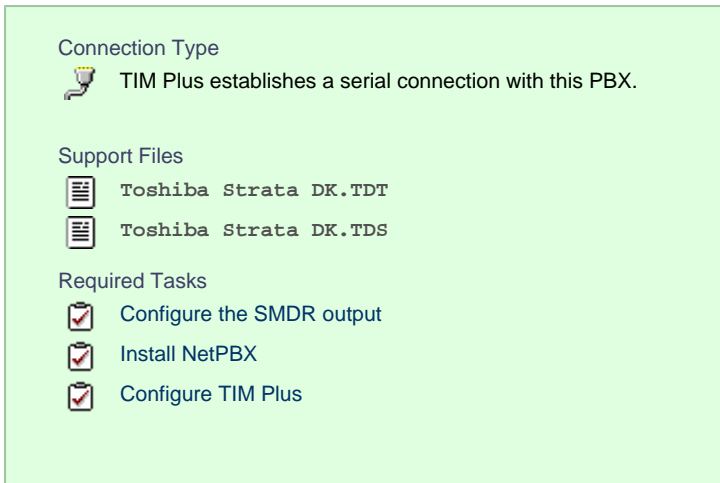 Connection Type
TIM Plus establishes a serial connection with this PBX.
Support Files
Toshiba Strata DK.TDT
Toshiba Strata DK.TDS
Required Tasks
Configure the SMDR output
Install NetPBX
Configure TIM Plus